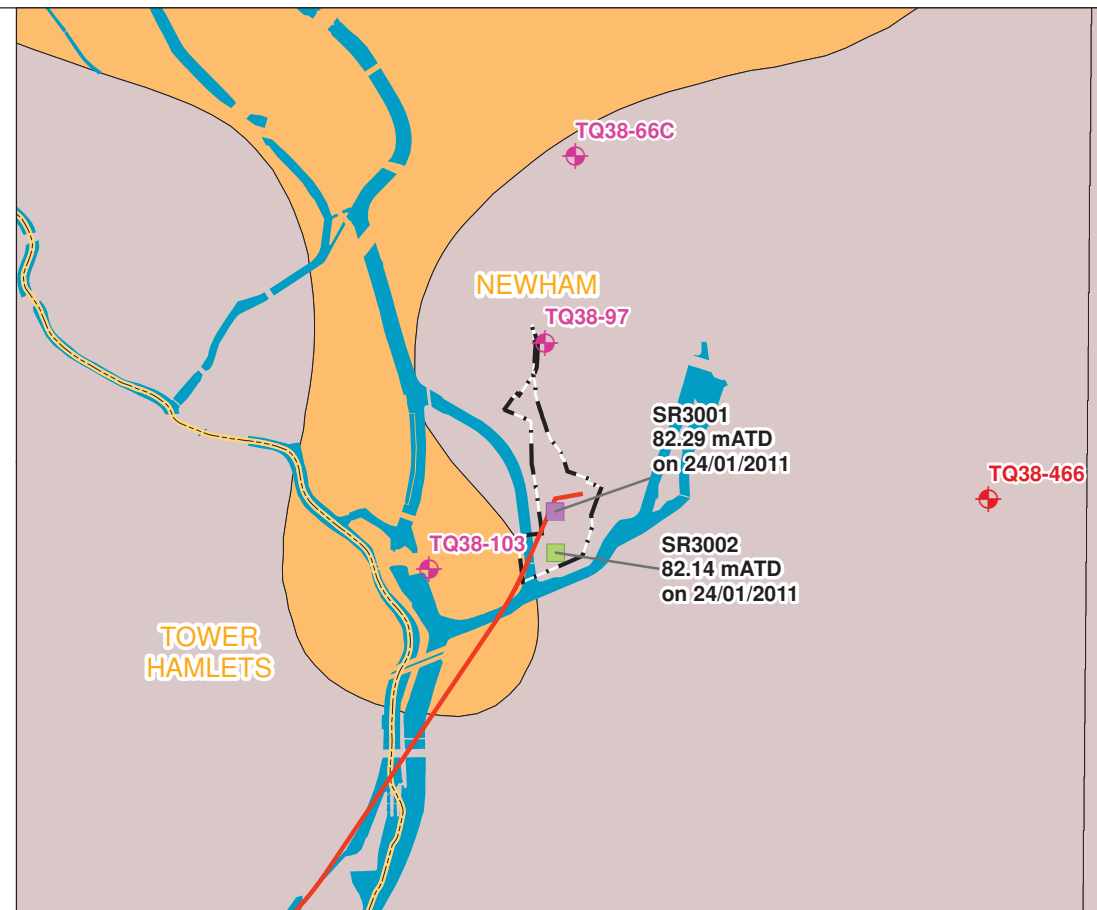 TQ38-66C
NEWHAM
TQ38-97
SR3001
82.29 mATD
on 24/01/2011
TQ38-466
TQ38-103
SR3002
82.14 mATD
on 24/01/2011
TOWER
HAMLETS